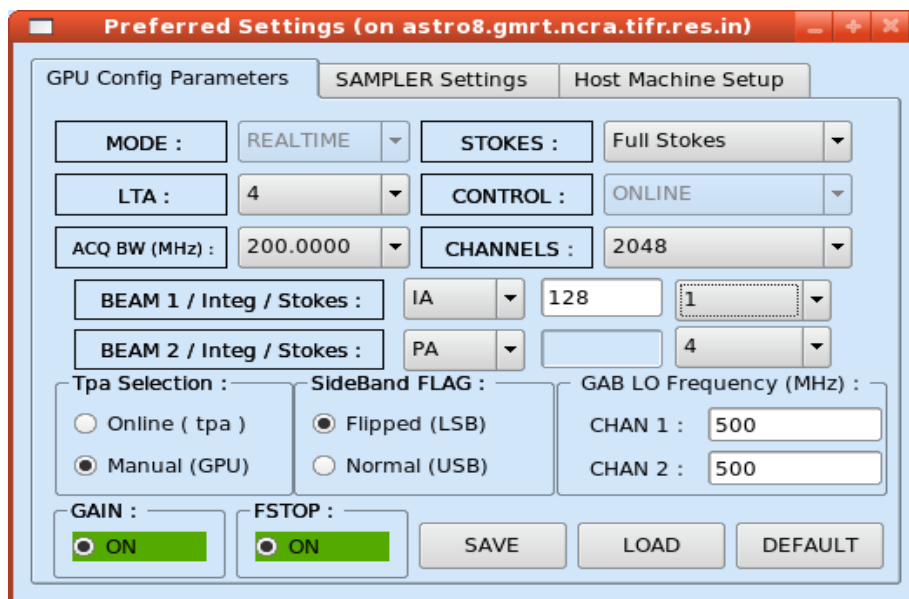 Preferred Settings (on astro8.gmrt.ncra.tifr.res.in)
GPU Config Parameters SAMPLER Settings Host Machine Setup
MODE : REALTIME STOKES : Full Stokes
LTA : 4 CONTROL : ONLINE
ACQ BW (MHz) : 200.0000 CHANNELS : 2048
BEAM 1 / Integ / Stokes : IA 128 1
BEAM 2 / Integ / Stokes : PA 4
Tpa Selection : SideBand FLAG : GAB LO Frequency (MHz) :
Online ( tpa ) Flipped (LSB) CHAN 1 : 500
Manual (GPU) Normal (USB) CHAN 2 : 500
GAIN : FSTOP :
ON ON SAVE LOAD DEFAULT